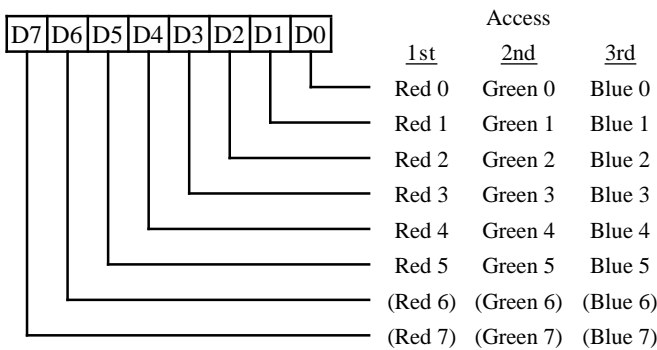 Access
D7 D6 D5 D4 D3 D2 D1 D0
1st 2nd 3rd
Red 0 Green 0 Blue 0
Red 1 Green 1 Blue 1
Red 2 Green 2 Blue 2
Red 3 Green 3 Blue 3
Red 4 Green 4 Blue 4
Red 5 Green 5 Blue 5
(Red 6) (Green 6) (Blue 6)
(Red 7) (Green 7) (Blue 7)